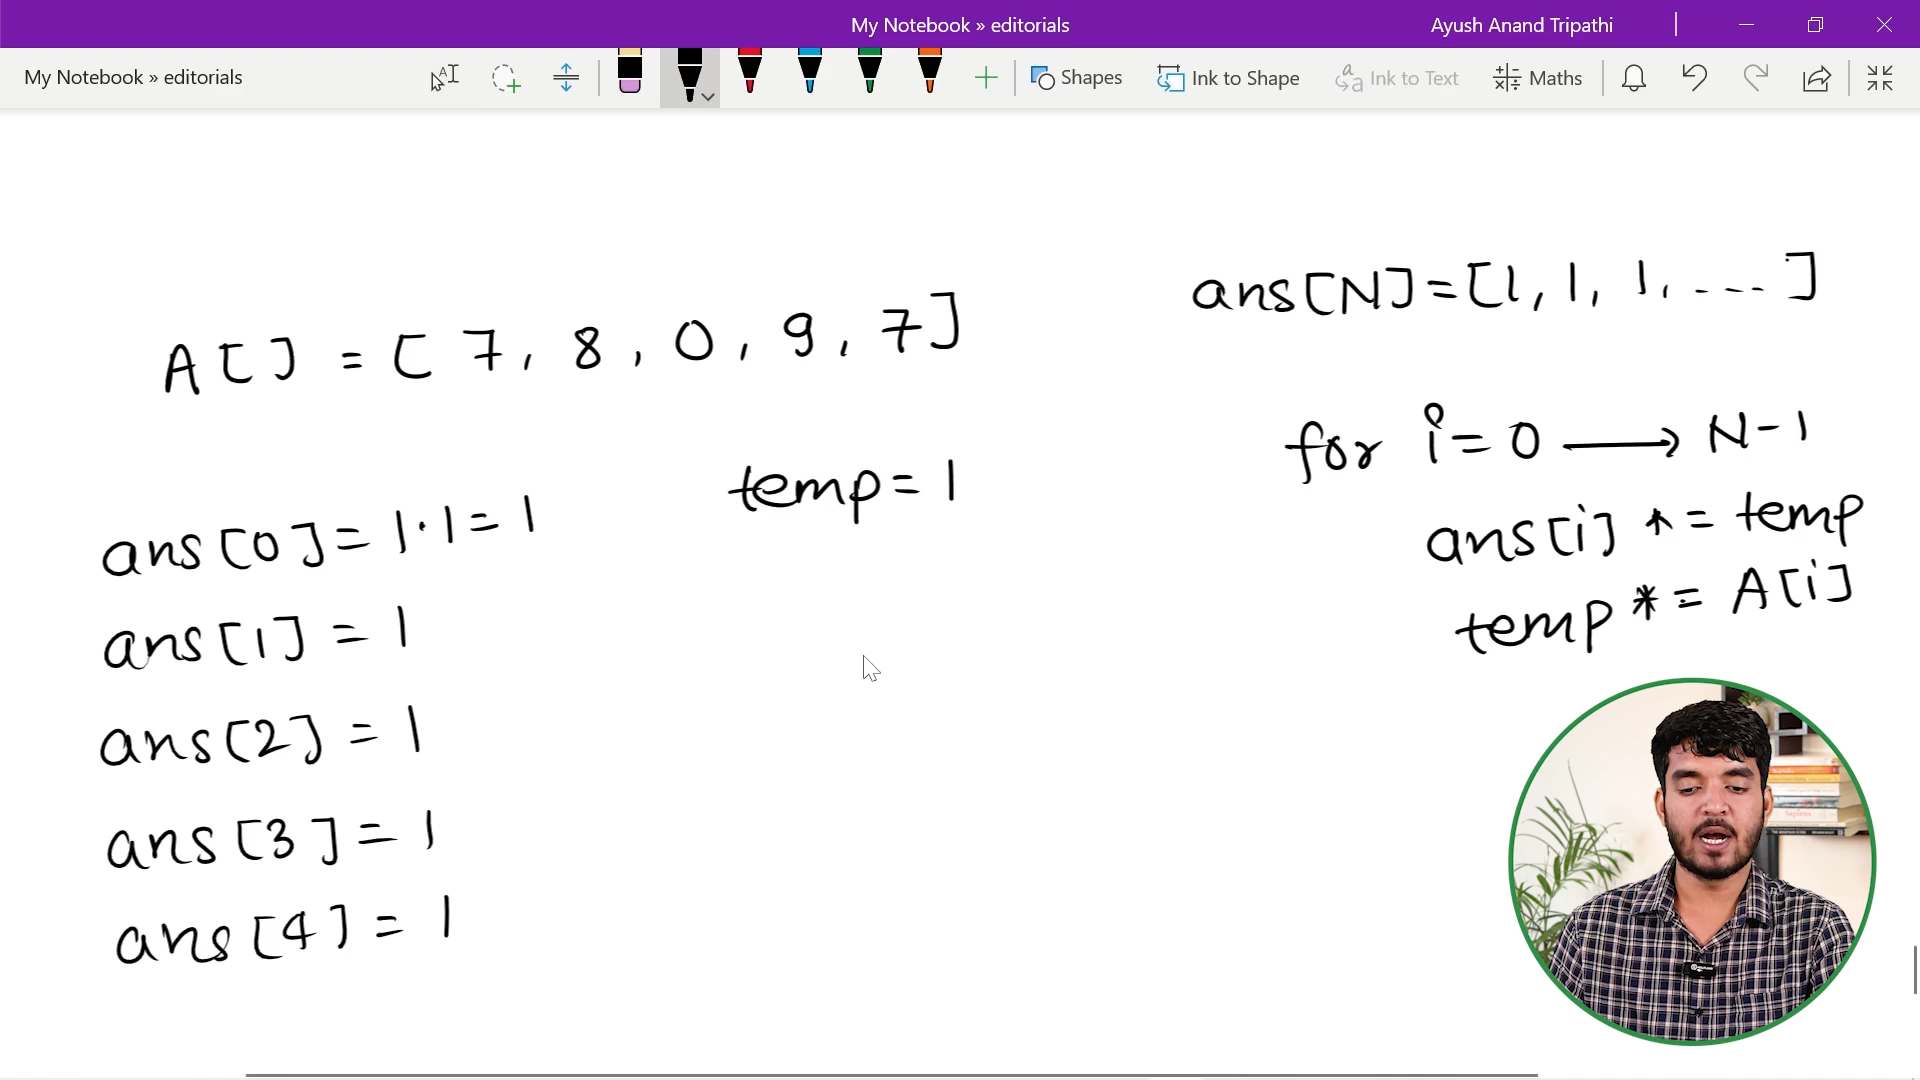 My Notebook » editorials
Ayush Anand Tripathi
My Notebook » editorials
Shapes
Ink to Shape
Ink to Text
Maths
A[] = [7, 8, 0, 9, 7]
temp = 1
ans[0] = 1·1 = 1
ans[1] = 1
ans[2] = 1
ans[3] = 1
ans[4] = 1
ans[N] = [1, 1, 1, ....]
for i = 0 → N-1
ans[i] *= temp
temp *= A[i]